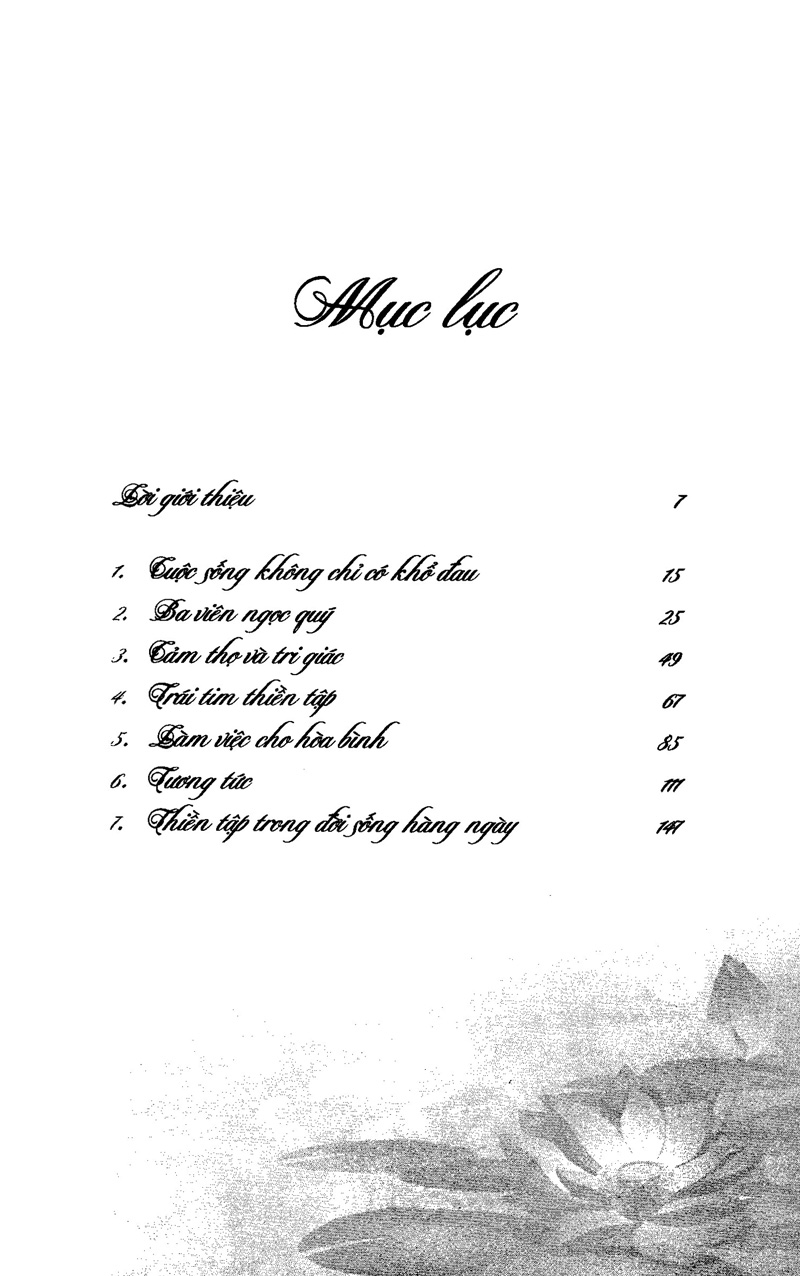 Mục lục
Lời giới thiệu 7
1. Cuộc sống không chỉ có khổ đau 15
2. Ba viên ngọc quý 25
3. Cảm thọ và tri giác 49
4. Trái tim thiền tập 67
5. Làm việc cho hòa bình 85
6. Tương tức 111
7. Thiền tập trong đời sống hàng ngày 147